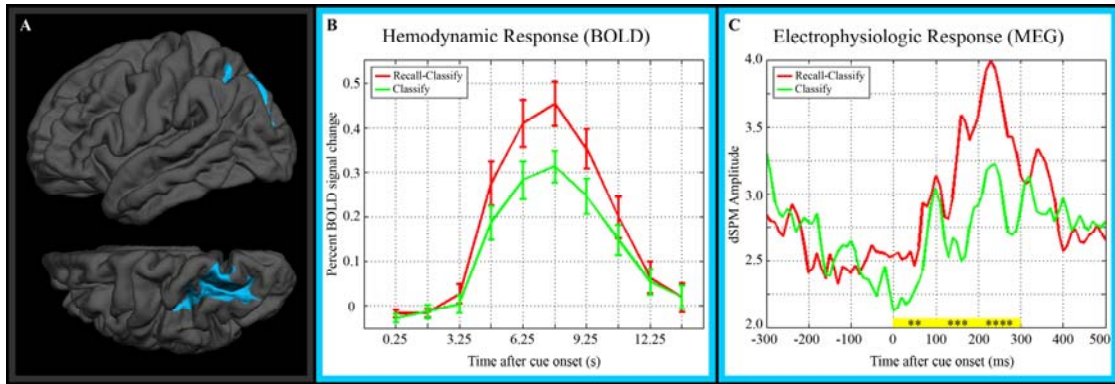 A
B
Hemodynamic Response (BOLD)
Recall-Classify
Classify
Percent BOLD signal change
0.5
0.4
0.3
0.2
0.1
0
0.25 3.25 6.25 9.25 12.25
Time after cue onset (s)
C
Electrophysiologic Response (MEG)
Recall-Classify
Classify
dSPM Amplitude
4.0
3.5
3.0
2.5
2.0
** *** ****
-300 -200 -100 0 100 200 300 400 500
Time after cue onset (ms)